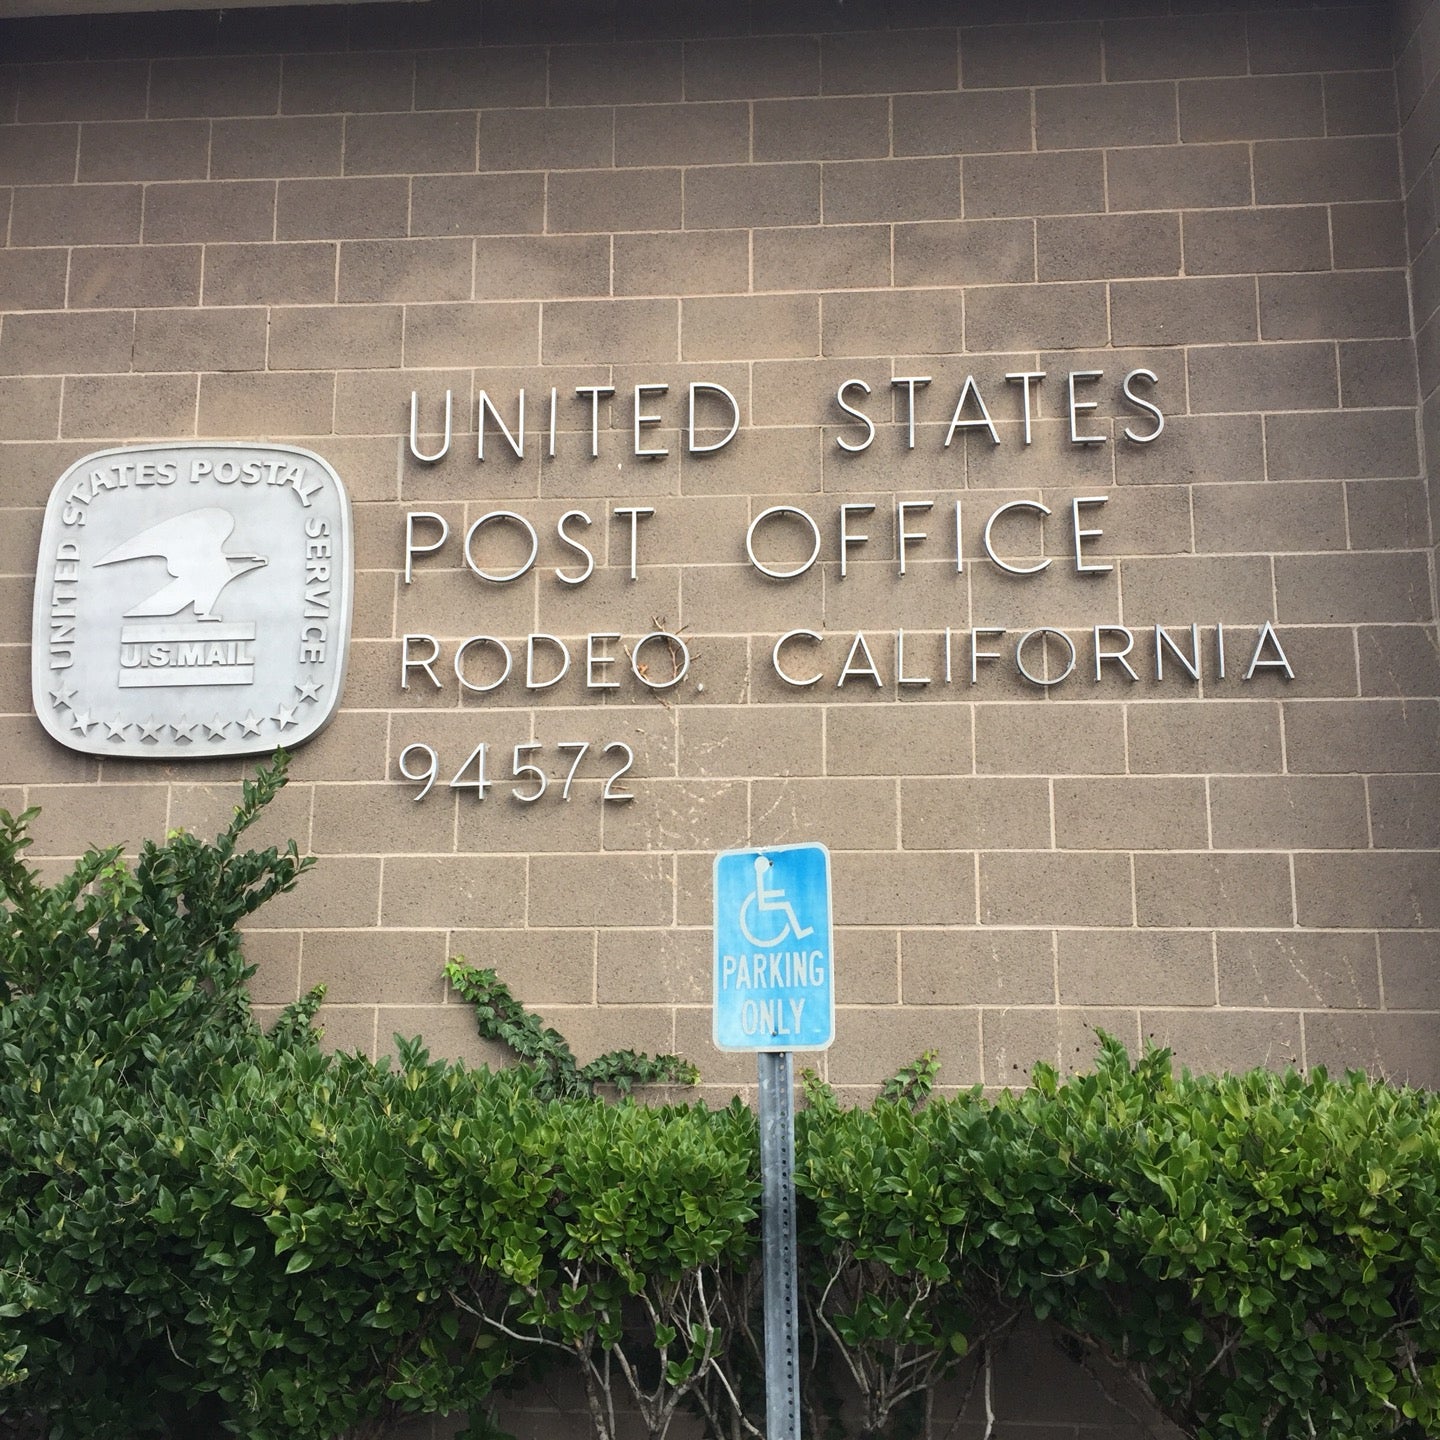 UNITED STATES
POST OFFICE
RODEO CALIFORNIA
94572
UNITED STATES POSTAL SERVICE
U.S.MAIL
PARKING
ONLY